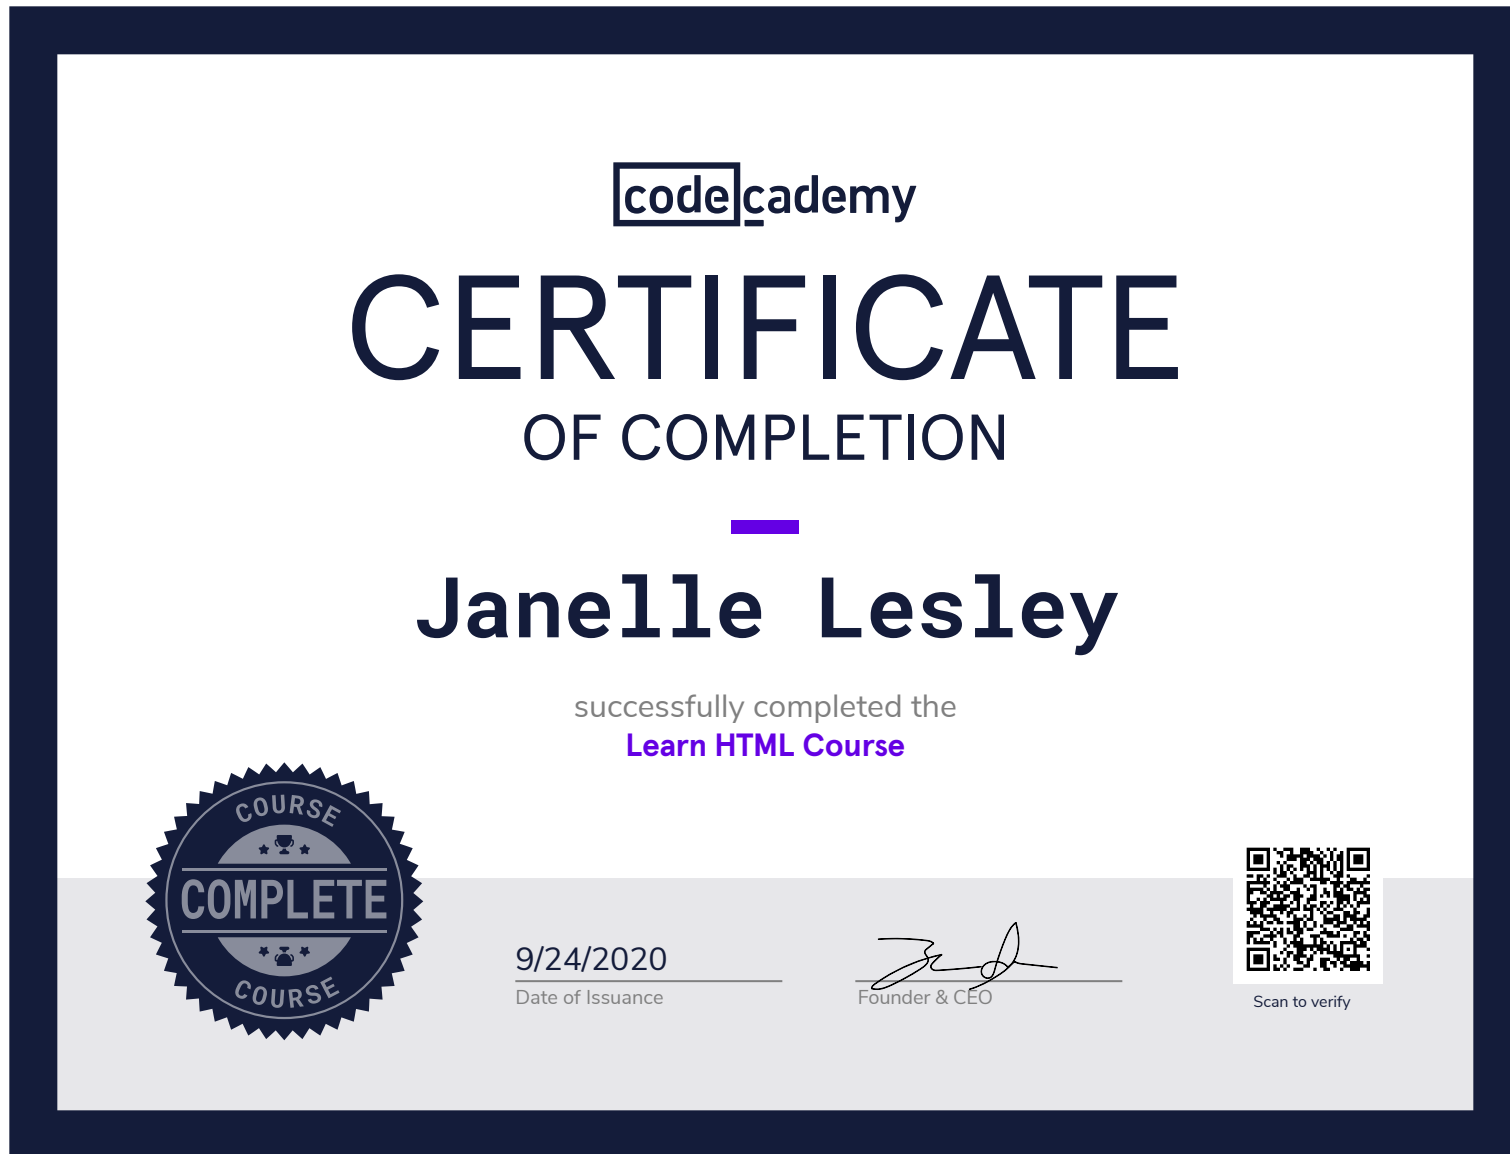 codecademy
CERTIFICATE
OF COMPLETION
Janelle Lesley
successfully completed the
Learn HTML Course
COURSE
COMPLETE
COURSE
9/24/2020
Date of Issuance
Founder & CEO
Scan to verify